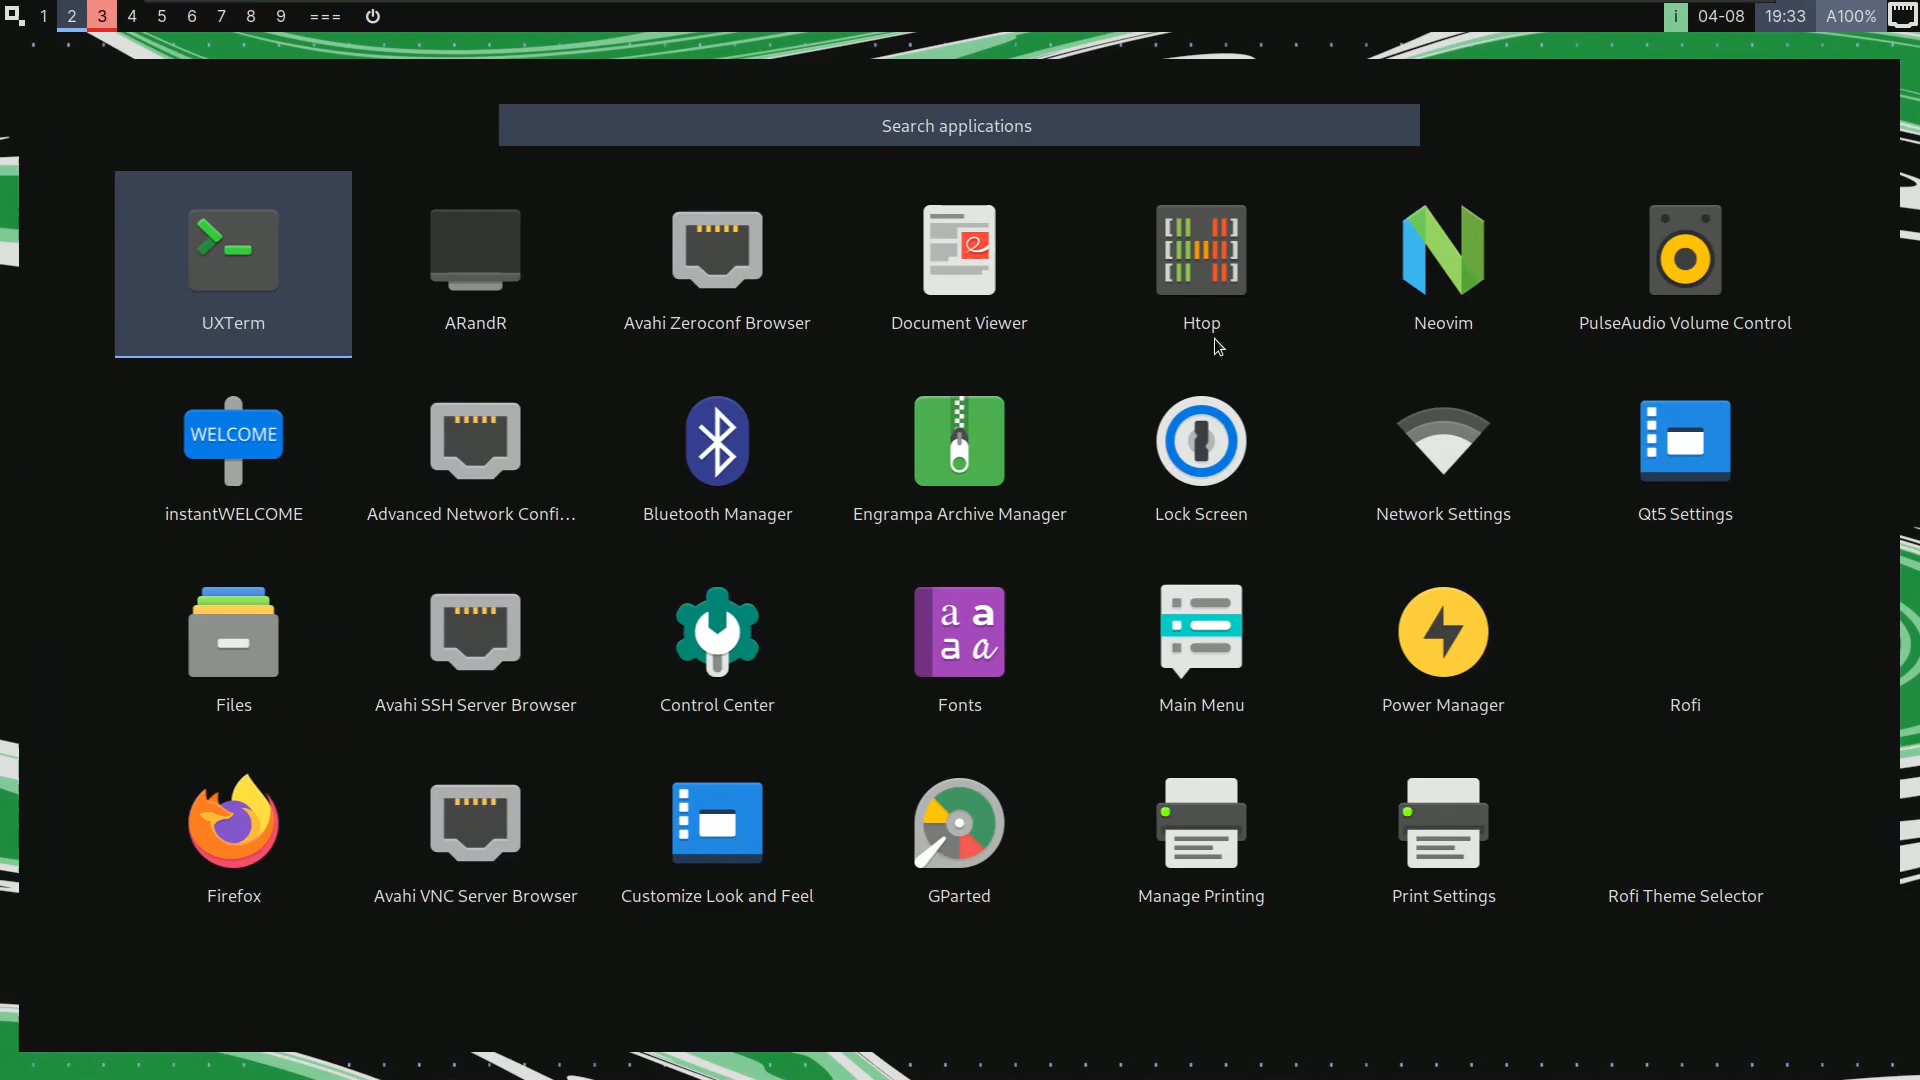 1 2 3 4 5 6 7 8 9 === i 04-08 19:33 A100%
Search applications
UXTerm ARandR Avahi Zeroconf Browser Document Viewer Htop Neovim PulseAudio Volume Control
WELCOME
instantWELCOME Advanced Network Confi... Bluetooth Manager Engrampa Archive Manager Lock Screen Network Settings Qt5 Settings
a a
a a
Files Avahi SSH Server Browser Control Center Fonts Main Menu Power Manager Rofi
Firefox Avahi VNC Server Browser Customize Look and Feel GParted Manage Printing Print Settings Rofi Theme Selector